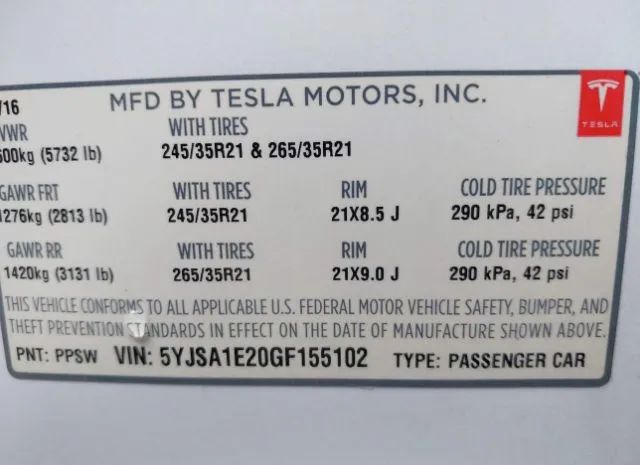 /16 MFD BY TESLA MOTORS, INC.
TESLA
VWR WITH TIRES
600kg (5732 lb) 245/35R21 & 265/35R21
GAWR FRT WITH TIRES RIM COLD TIRE PRESSURE
1276kg (2813 lb) 245/35R21 21X8.5 J 290 kPa, 42 psi
GAWR RR WITH TIRES RIM COLD TIRE PRESSURE
1420kg (3131 lb) 265/35R21 21X9.0 J 290 kPa, 42 psi
THIS VEHICLE CONFORMS TO ALL APPLICABLE U.S. FEDERAL MOTOR VEHICLE SAFETY, BUMPER, AND
THEFT PREVENTION STANDARDS IN EFFECT ON THE DATE OF MANUFACTURE SHOWN ABOVE.
PNT: PPSW VIN: 5YJSA1E20GF155102 TYPE: PASSENGER CAR